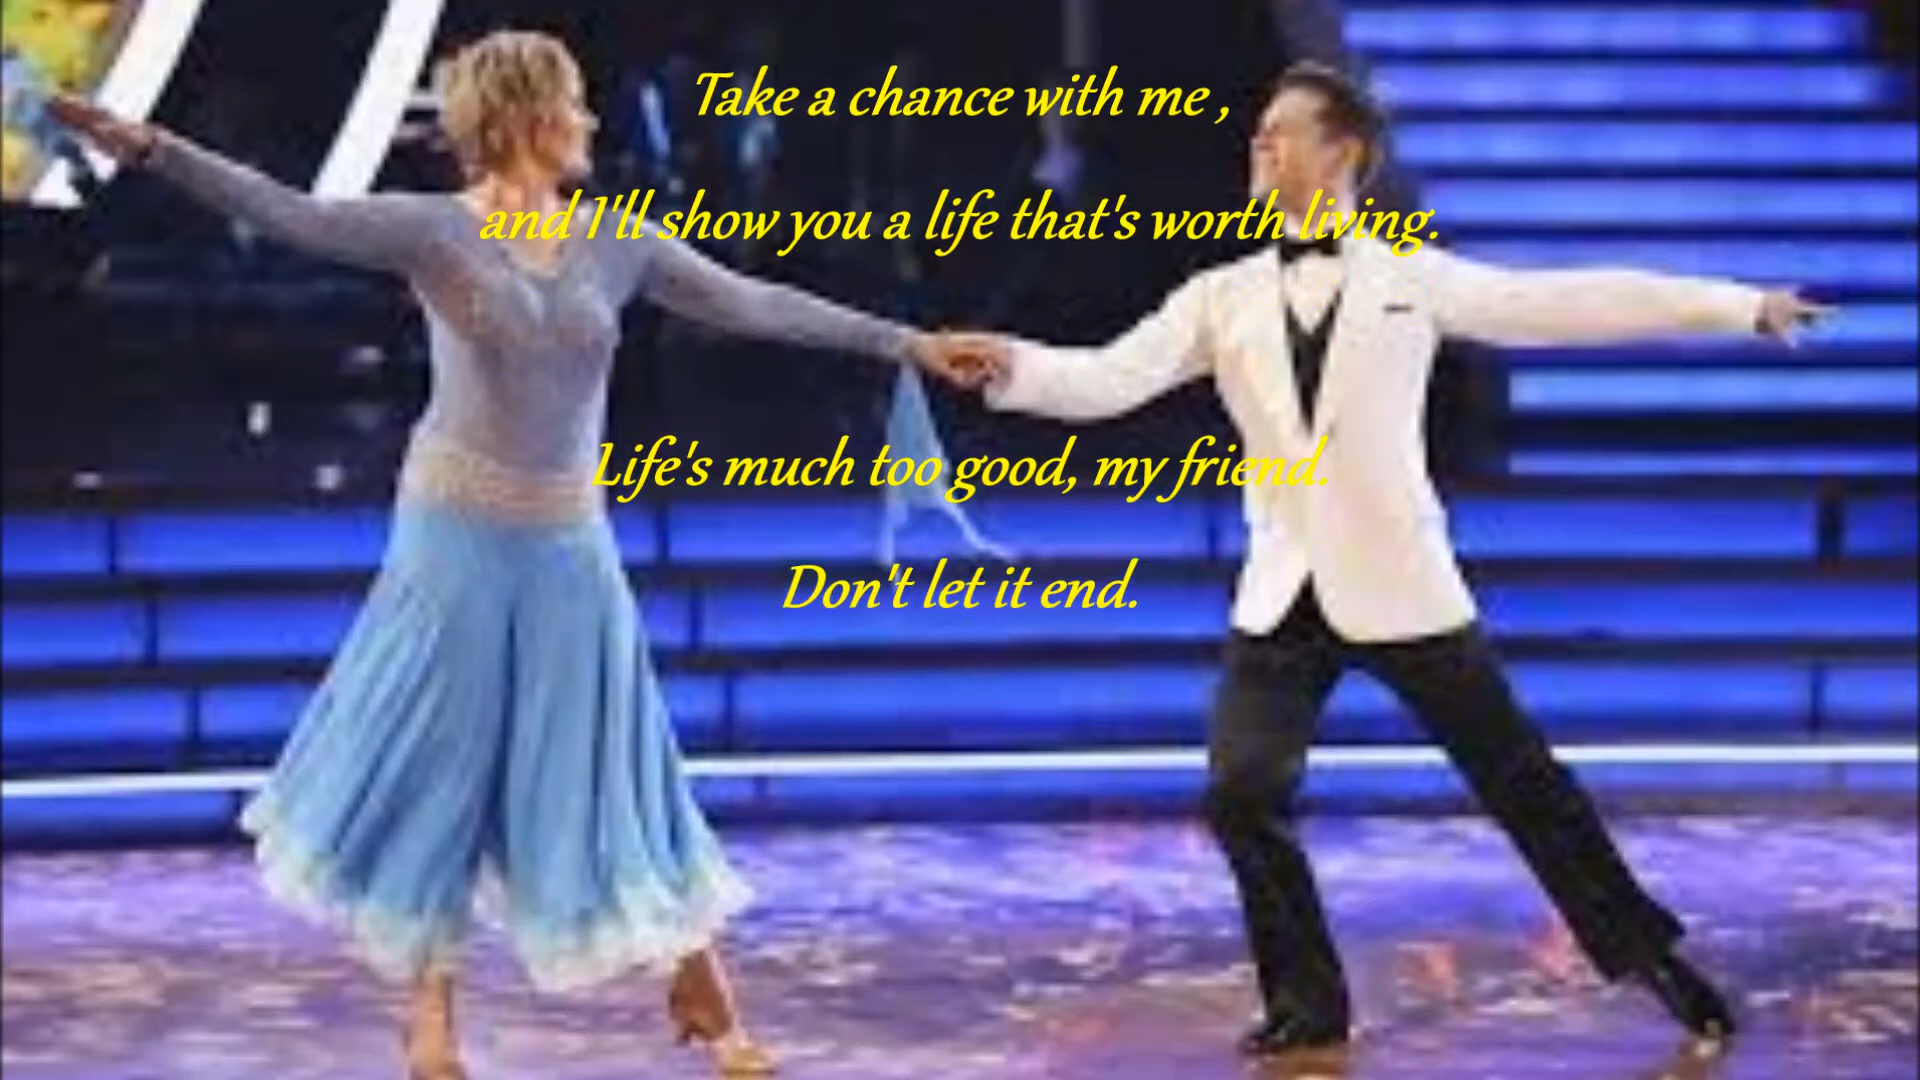 Take a chance with me ,
and I'll show you a life that's worth living.
Life's much too good, my friend.
Don't let it end.